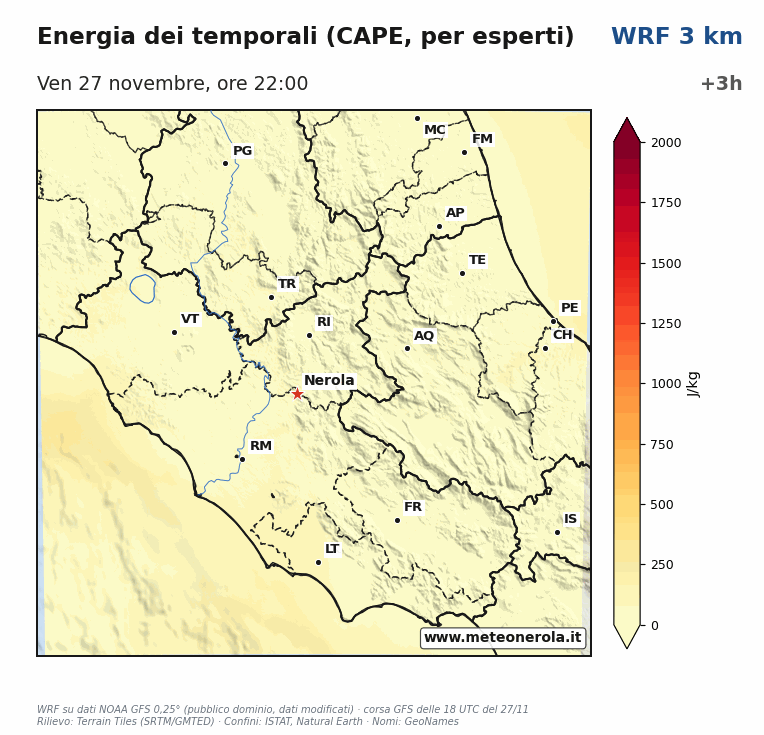 Energia dei temporali (CAPE, per esperti) WRF 3 km
Ven 27 novembre, ore 22:00 +3h
MC
FM
PG
AP
TE
TR
PE
VT
RI
AQ
CH
Nerola
RM
FR
IS
LT
www.meteonerola.it
2000
1750
1500
1250
1000
750
500
250
0
J/kg
WRF su dati NOAA GFS 0,25° (pubblico dominio, dati modificati) · corsa GFS delle 18 UTC del 27/11
Rilievo: Terrain Tiles (SRTM/GMTED) · Confini: ISTAT, Natural Earth · Nomi: GeoNames